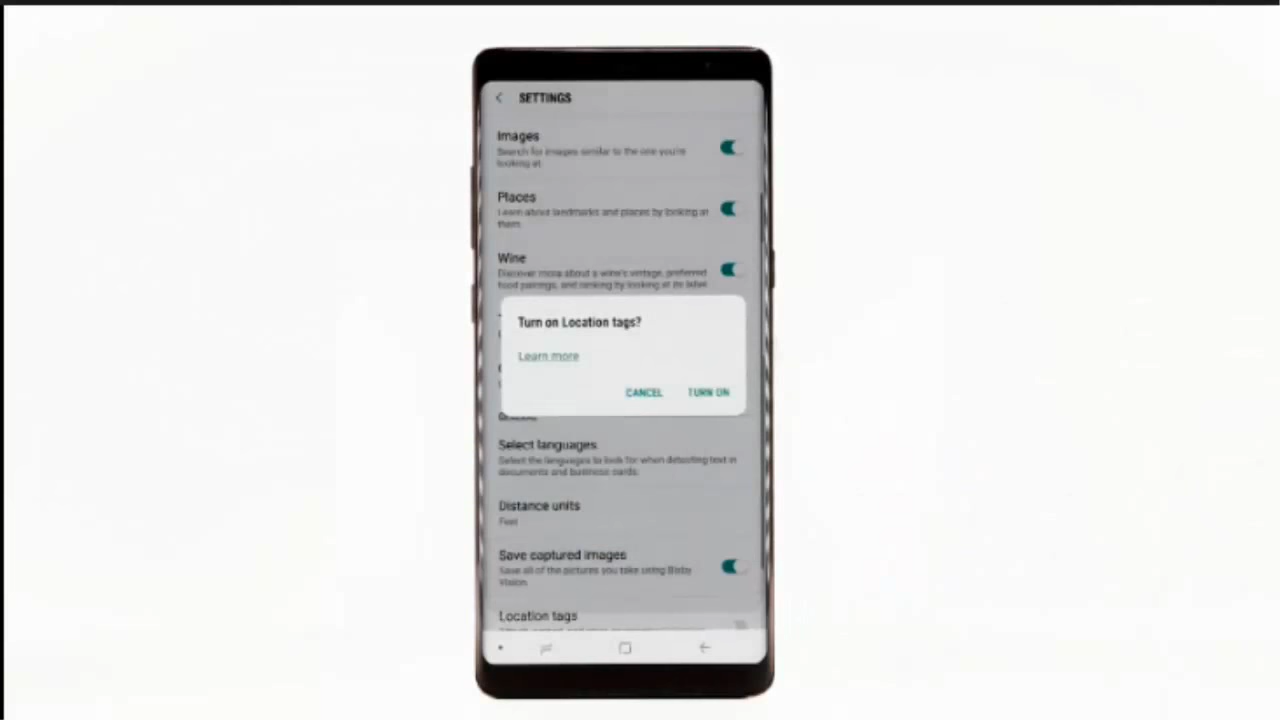 SETTINGS
Images
Search for images similar to the one you're
looking at
Places
Learn about landmarks and places by looking at
them.
Wine
Discover more about a wine's vintage, preferred
food pairings, and ranking by looking at its label
Turn on Location tags?
Learn more
CANCEL TURN ON
Select languages
Select the languages to look for when detecting text in
documents and business cards.
Distance units
Feet
Save captured images
Save all of the pictures you take using Bixby
Vision.
Location tags